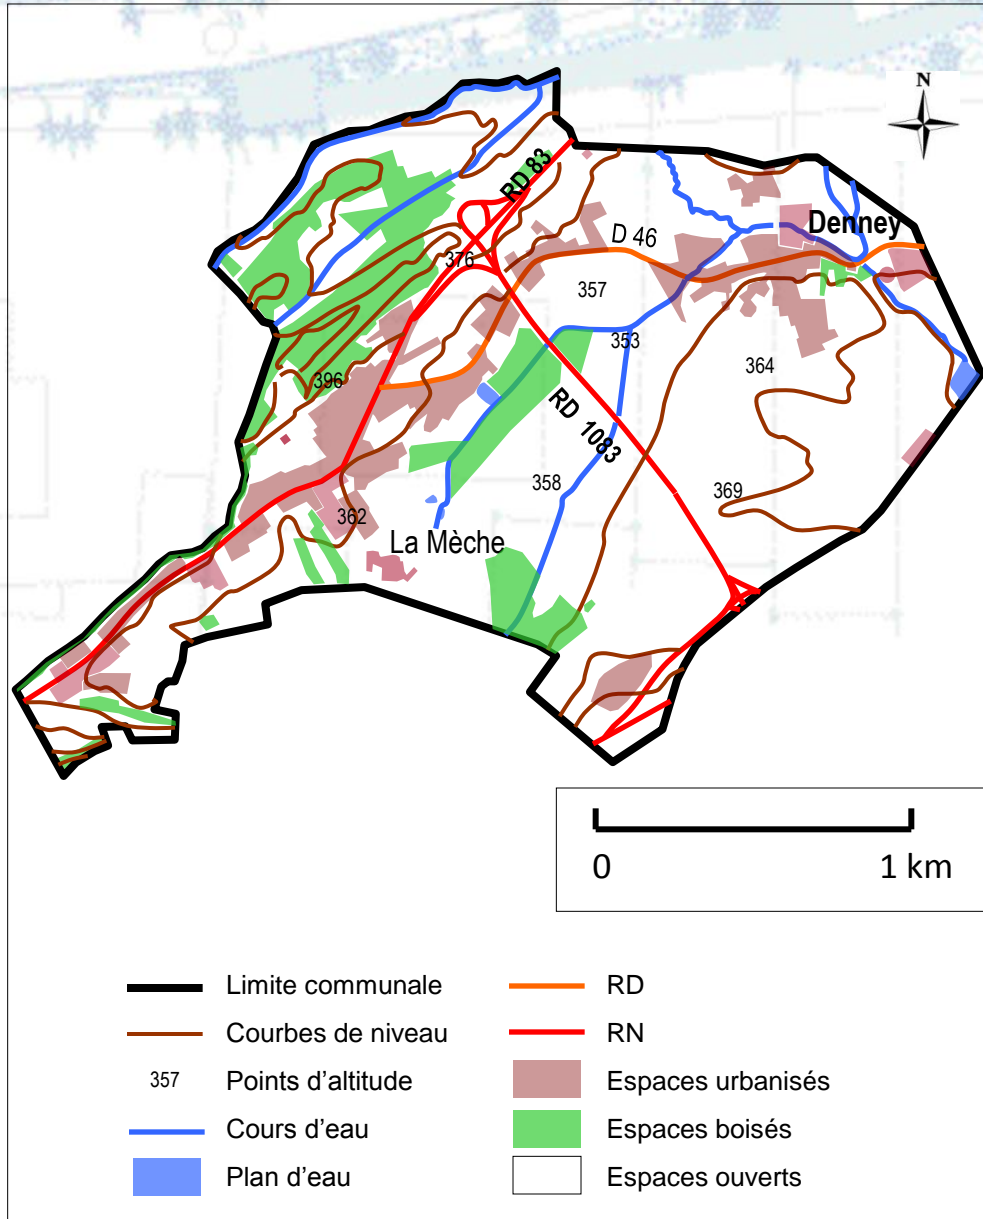 N
RD 83
D 46
Denney
376
357
353
364
396
RD 1083
358
369
362
La Mèche
0 1 km
Limite communale
RD
Courbes de niveau
RN
357 Points d'altitude
Espaces urbanisés
Cours d'eau
Espaces boisés
Plan d'eau
Espaces ouverts